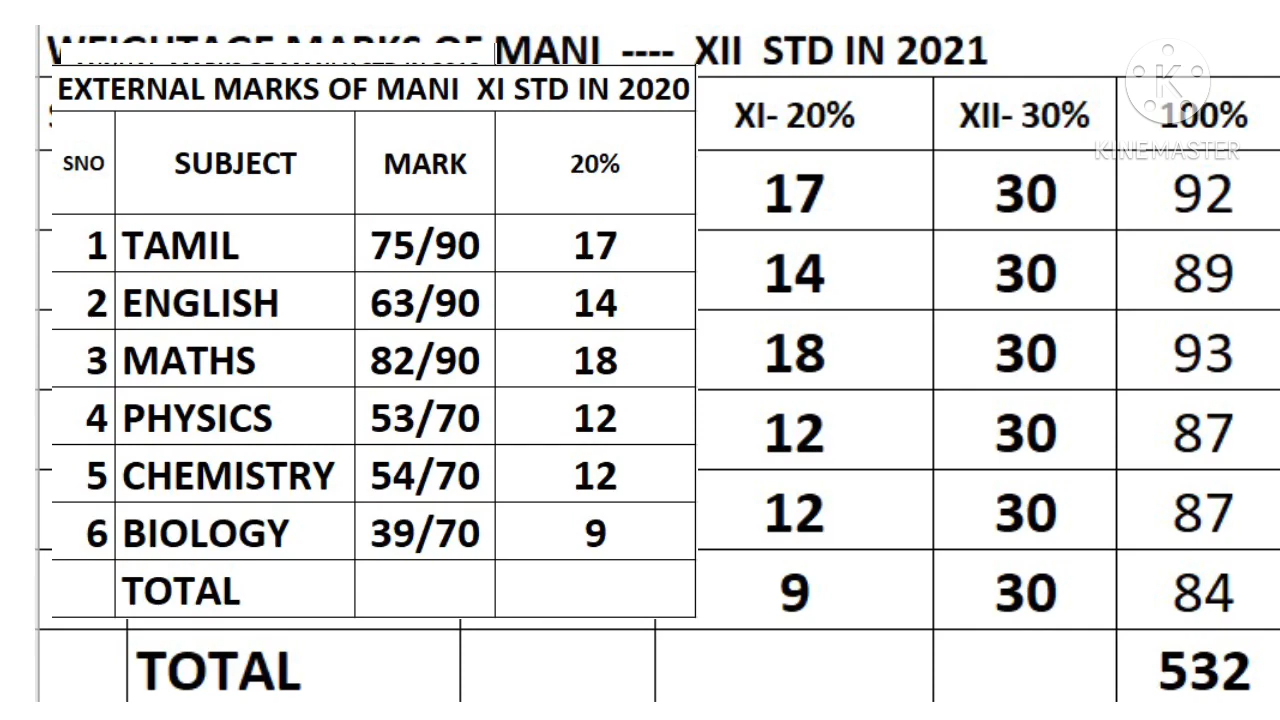 WEIGHTAGE MARKS OF MANI ---- XII STD IN 2021
EXTERNAL MARKS OF MANI XI STD IN 2020
SNO SUBJECT MARK 20%
1 TAMIL 75/90 17
2 ENGLISH 63/90 14
3 MATHS 82/90 18
4 PHYSICS 53/70 12
5 CHEMISTRY 54/70 12
6 BIOLOGY 39/70 9
TOTAL
XI- 20% XII- 30% 100%
17 30 92
14 30 89
18 30 93
12 30 87
12 30 87
9 30 84
TOTAL 532
K
KINEMASTER